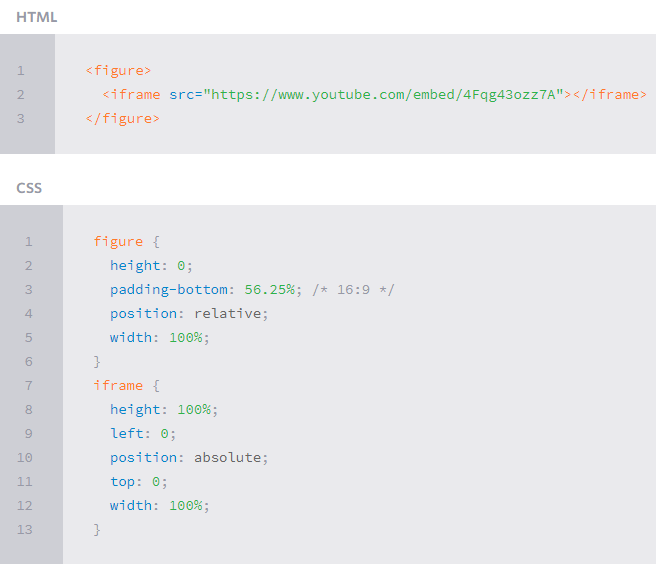 HTML
1 <figure>
2 <iframe src="https://www.youtube.com/embed/4Fqg43ozz7A"></iframe>
3 </figure>
CSS
1 figure {
2 height: 0;
3 padding-bottom: 56.25%; /* 16:9 */
4 position: relative;
5 width: 100%;
6 }
7 iframe {
8 height: 100%;
9 left: 0;
10 position: absolute;
11 top: 0;
12 width: 100%;
13 }